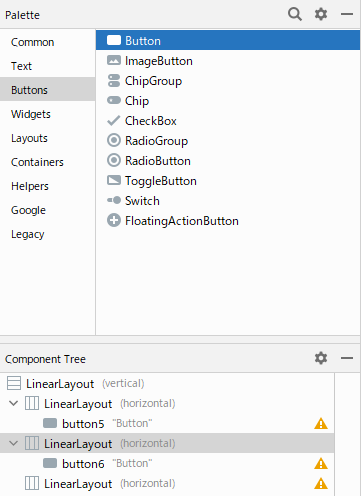 Palette
Common
Text
Buttons
Widgets
Layouts
Containers
Helpers
Google
Legacy
Button
ImageButton
ChipGroup
Chip
CheckBox
RadioGroup
RadioButton
ToggleButton
Switch
FloatingActionButton
Component Tree
LinearLayout (vertical)
LinearLayout (horizontal)
button5 "Button"
LinearLayout (horizontal)
button6 "Button"
LinearLayout (horizontal)